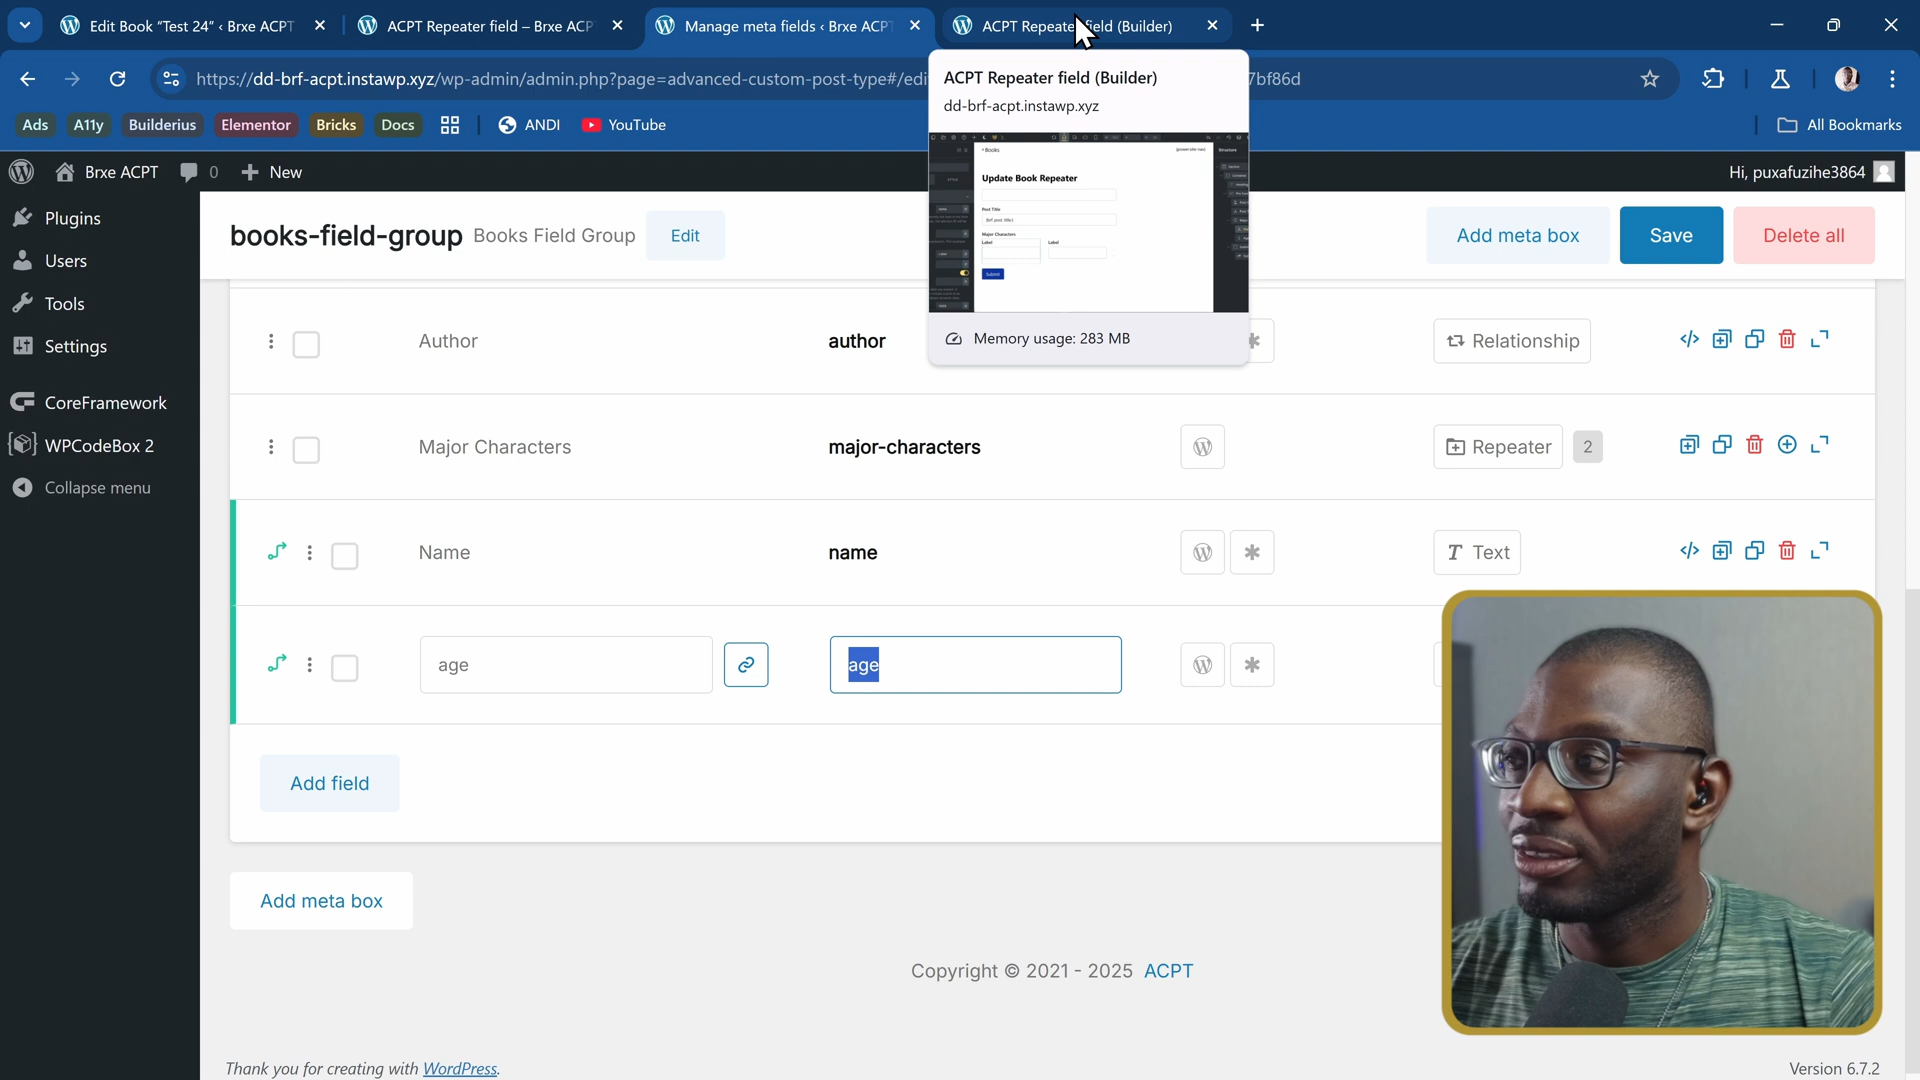 Edit Book “Test 24” ‹ Brxe ACPT
ACPT Repeater field – Brxe ACP
Manage meta fields ‹ Brxe ACPT
ACPT Repeater field (Builder)
https://dd-brf-acpt.instawp.xyz/wp-admin/admin.php?page=advanced-custom-post-type#/edi
7bf86d
ACPT Repeater field (Builder)
dd-brf-acpt.instawp.xyz
Ads
A11y
Builderius
Elementor
Bricks
Docs
ANDI
YouTube
All Bookmarks
Brxe ACPT
0
New
Hi, puxafuzihe3864
Plugins
Users
Tools
Settings
CoreFramework
WPCodeBox 2
Collapse menu
books-field-group Books Field Group
Edit
Add meta box
Save
Delete all
Books
Structure
Update Book Repeater
Post Title
Major Characters
Label
Label
Submit
Memory usage: 283 MB
Author
author
Relationship
Major Characters
major-characters
Repeater
2
Name
name
Text
age
age
Add field
Add meta box
Copyright © 2021 - 2025 ACPT
Thank you for creating with WordPress.
Version 6.7.2